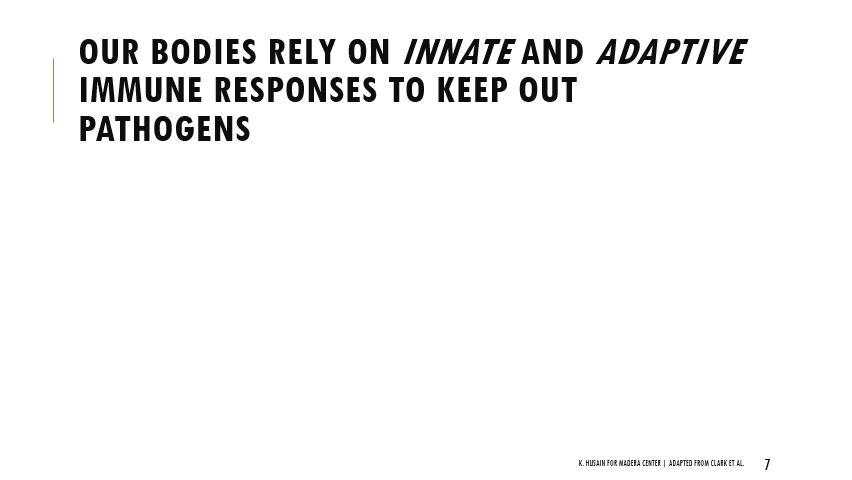 OUR BODIES RELY ON INNATE AND ADAPTIVE
IMMUNE RESPONSES TO KEEP OUT
PATHOGENS
K. HUSAIN FOR MADERA CENTER | ADAPTED FROM CLARK ET AL.
7